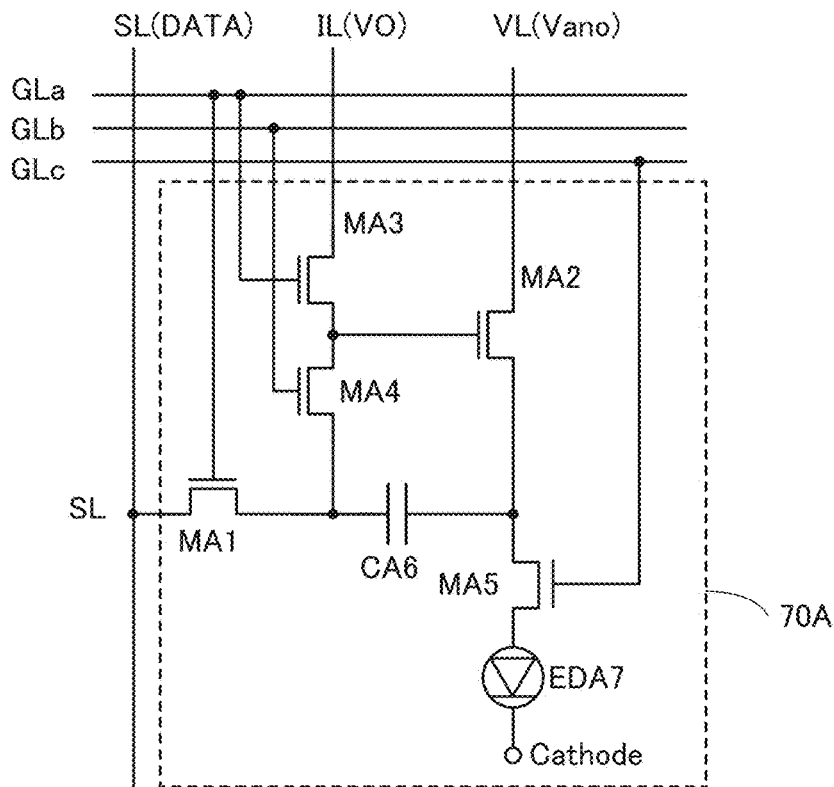 SL(DATA) IL(VO) VL(Vano)
GLa
GLb
GLc
MA3
MA2
MA4
SL
MA1
CA6
MA5
70A
EDA7
Cathode